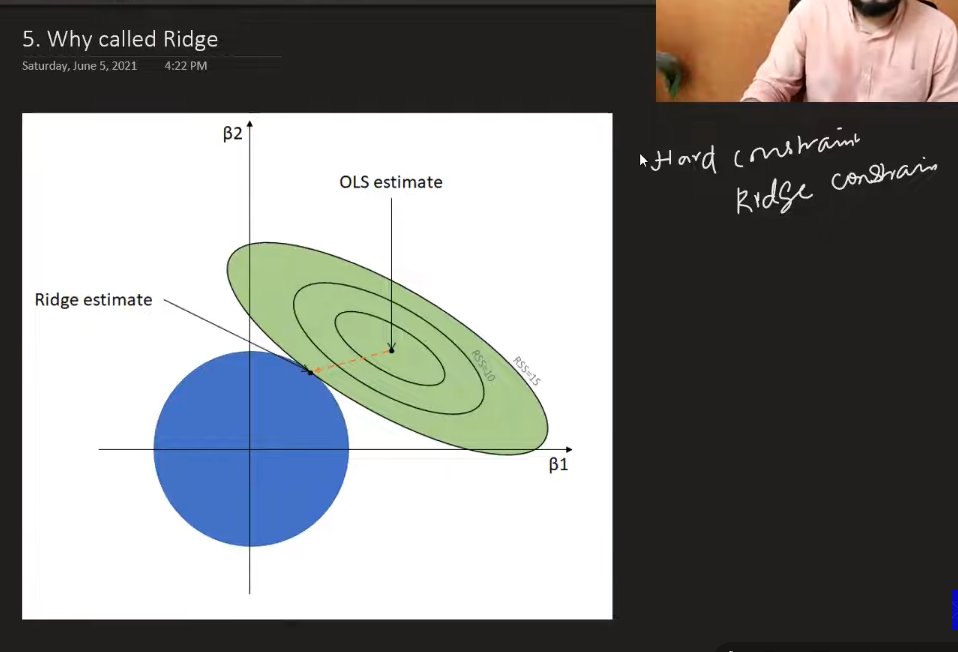 5. Why called Ridge
Saturday, June 5, 2021 4:22 PM
β2
OLS estimate
Hard constraint
Ridge constrain
Ridge estimate
RSS=10
RSS=15
β1